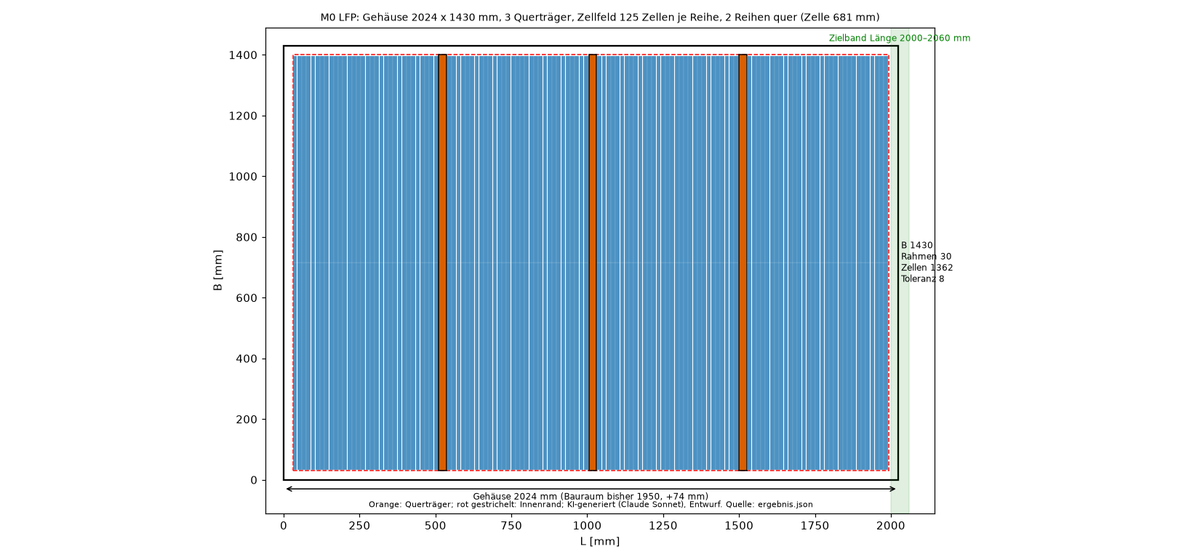 M0 LFP: Gehäuse 2024 x 1430 mm, 3 Querträger, Zellfeld 125 Zellen je Reihe, 2 Reihen quer (Zelle 681 mm)
Zielband Länge 2000–2060 mm
1400
1200
1000
800
600
400
200
0
B [mm]
B 1430
Rahmen 30
Zellen 1362
Toleranz 8
Gehäuse 2024 mm (Bauraum bisher 1950, +74 mm)
Orange: Querträger; rot gestrichelt: Innenrand; KI-generiert (Claude Sonnet), Entwurf. Quelle: ergebnis.json
0 250 500 750 1000 1250 1500 1750 2000
L [mm]